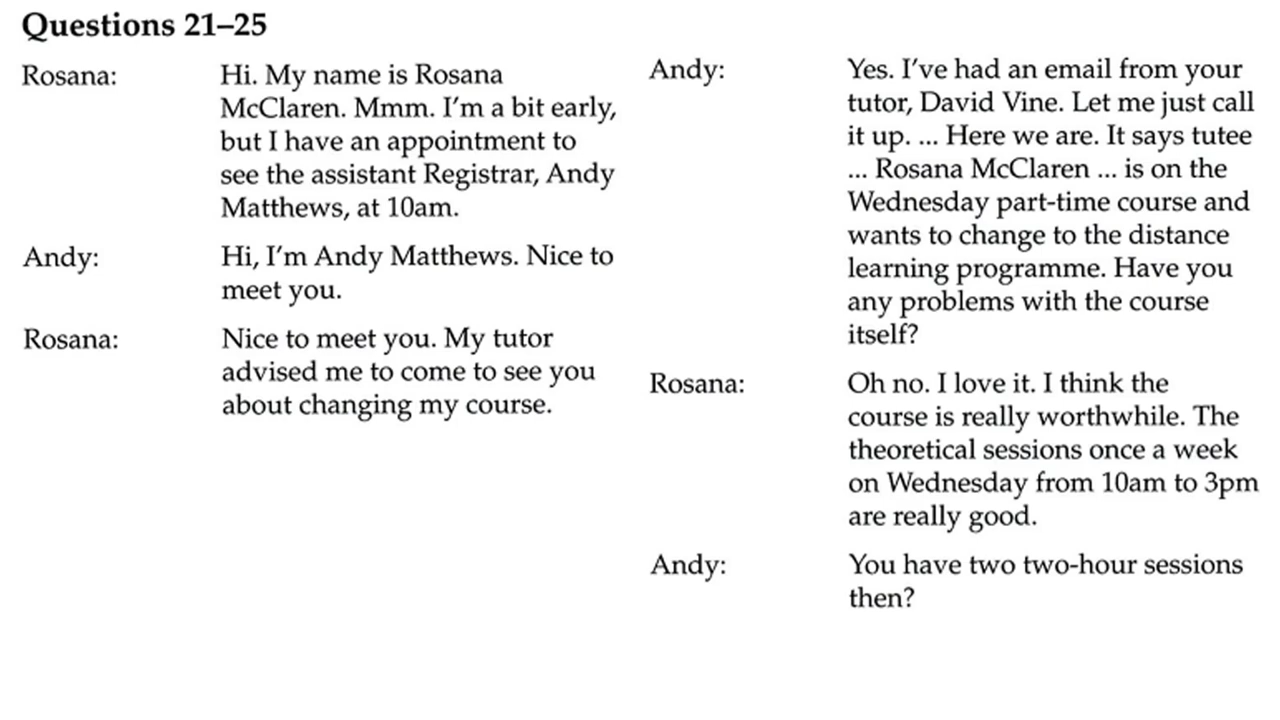 Questions 21–25
Rosana: Hi. My name is Rosana
McClaren. Mmm. I'm a bit early,
but I have an appointment to
see the assistant Registrar, Andy
Matthews, at 10am.
Andy: Hi, I'm Andy Matthews. Nice to
meet you.
Rosana: Nice to meet you. My tutor
advised me to come to see you
about changing my course.
Andy: Yes. I've had an email from your
tutor, David Vine. Let me just call
it up. ... Here we are. It says tutee
... Rosana McClaren ... is on the
Wednesday part-time course and
wants to change to the distance
learning programme. Have you
any problems with the course
itself?
Rosana: Oh no. I love it. I think the
course is really worthwhile. The
theoretical sessions once a week
on Wednesday from 10am to 3pm
are really good.
Andy: You have two two-hour sessions
then?